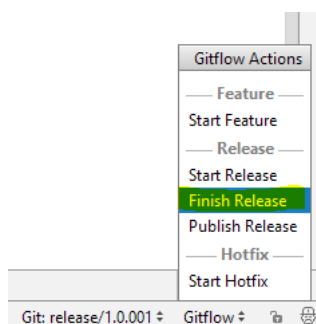 Gitflow Actions
Feature
Start Feature
Release
Start Release
Finish Release
Publish Release
Hotfix
Start Hotfix
Git: release/1.0.001 Gitflow